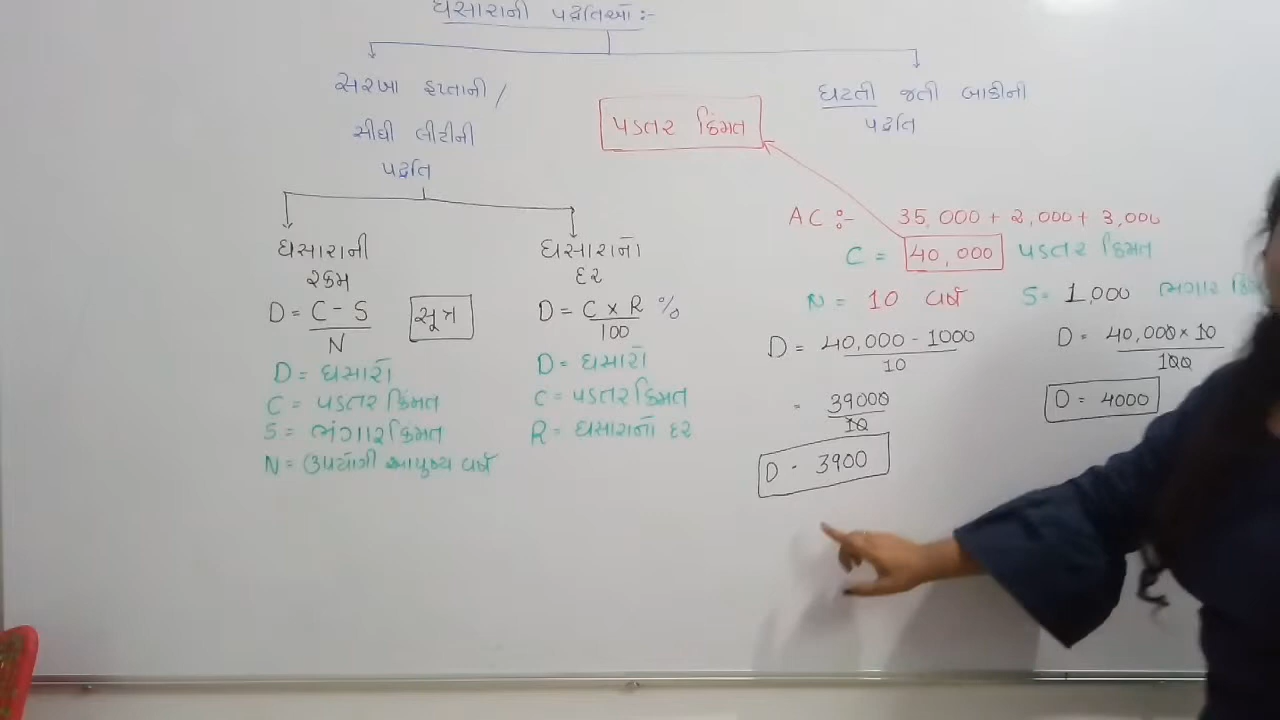 ઘસારાની પદ્ધતિઓ :-
સરખા હપ્તાની /
સીધી લીટીની
પદ્ધતિ
ઘટતી જતી બાકીની
પદ્ધતિ
પડતર કિંમત
ઘસારાની
રકમ
D = C - S
N
સૂત્ર
D = ઘસારો
C = પડતર કિંમત
S = ભંગાર કિંમત
N = ઉપયોગી આયુષ્ય વર્ષ
ઘસારાનો
દર
D = C x R %
100
D = ઘસારો
C = પડતર કિંમત
R = ઘસારાનો દર
AC :- 35,000 + 2,000 + 3,000
C = 40,000 પડતર કિંમત
N = 10 વર્ષ
S = 1,000 ભંગાર
D = 40,000 - 1000
10
= 39000
10
D - 3900
D = 40,000 x 10
100
D = 4000